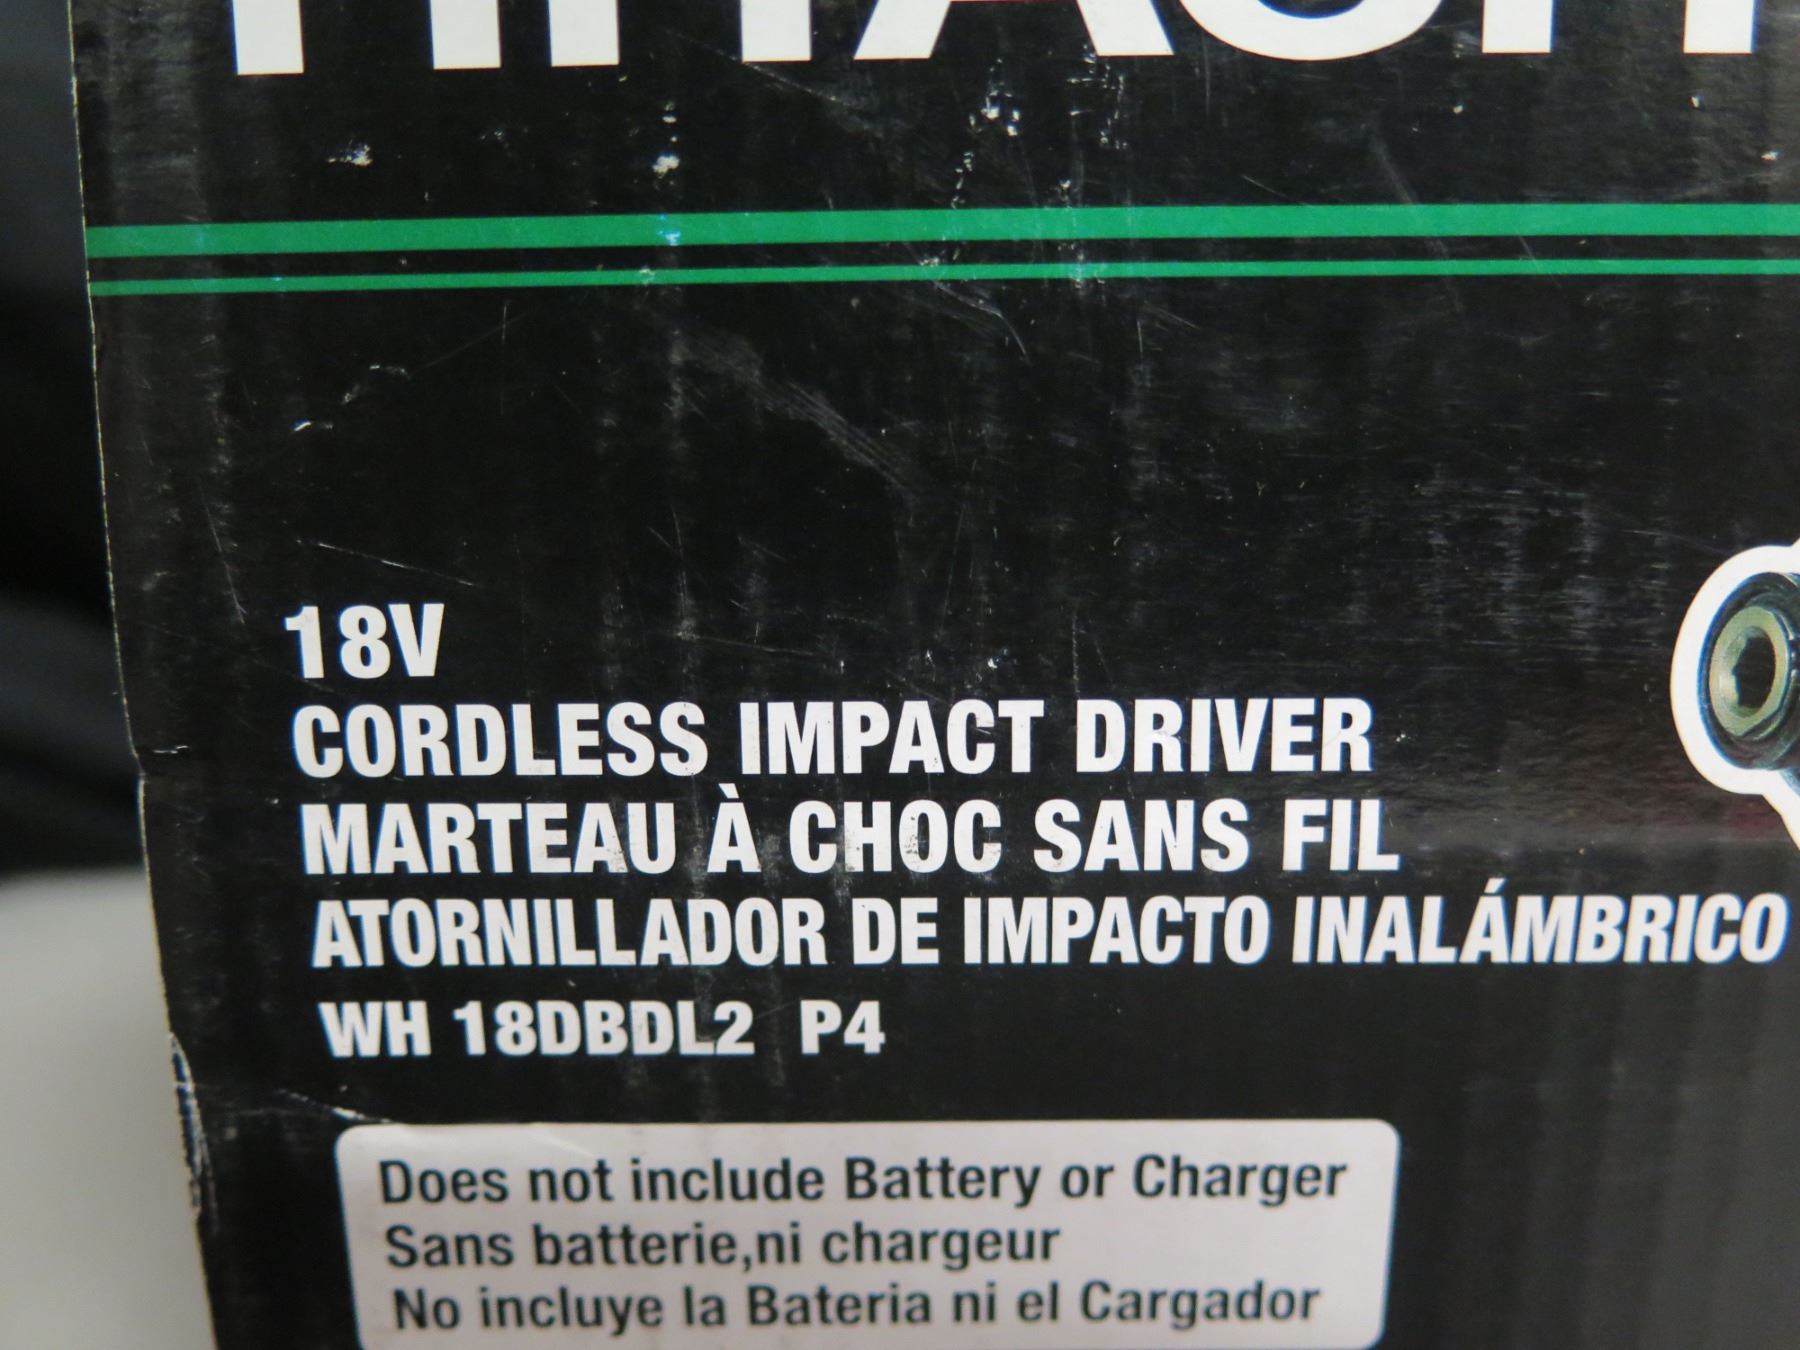 HITACHI
18V
CORDLESS IMPACT DRIVER
MARTEAU À CHOC SANS FIL
ATORNILLADOR DE IMPACTO INALÁMBRICO
WH 18DBDL2 P4
Does not include Battery or Charger
Sans batterie,ni chargeur
No incluye la Bateria ni el Cargador